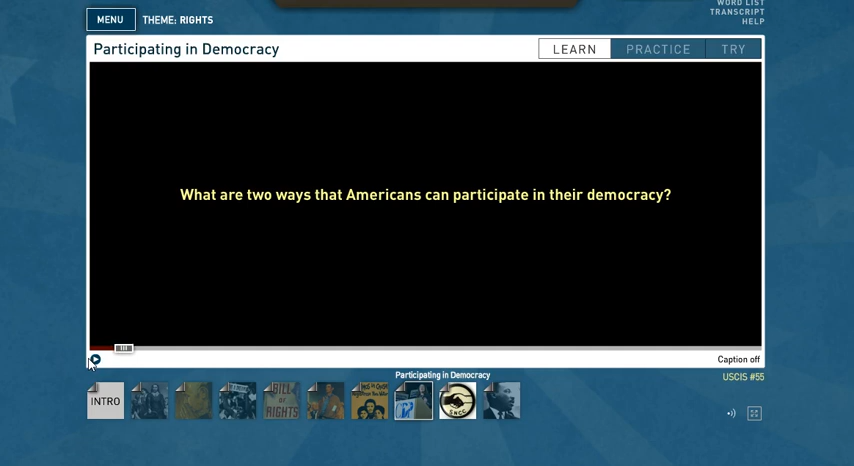 WORD LIST
MENU
THEME: RIGHTS
TRANSCRIPT
HELP
Participating in Democracy
LEARN
PRACTICE
TRY
What are two ways that Americans can participate in their democracy?
Caption off
Participating in Democracy
USCIS #55
INTRO
BILL
OF
RIGHTS
SNCC